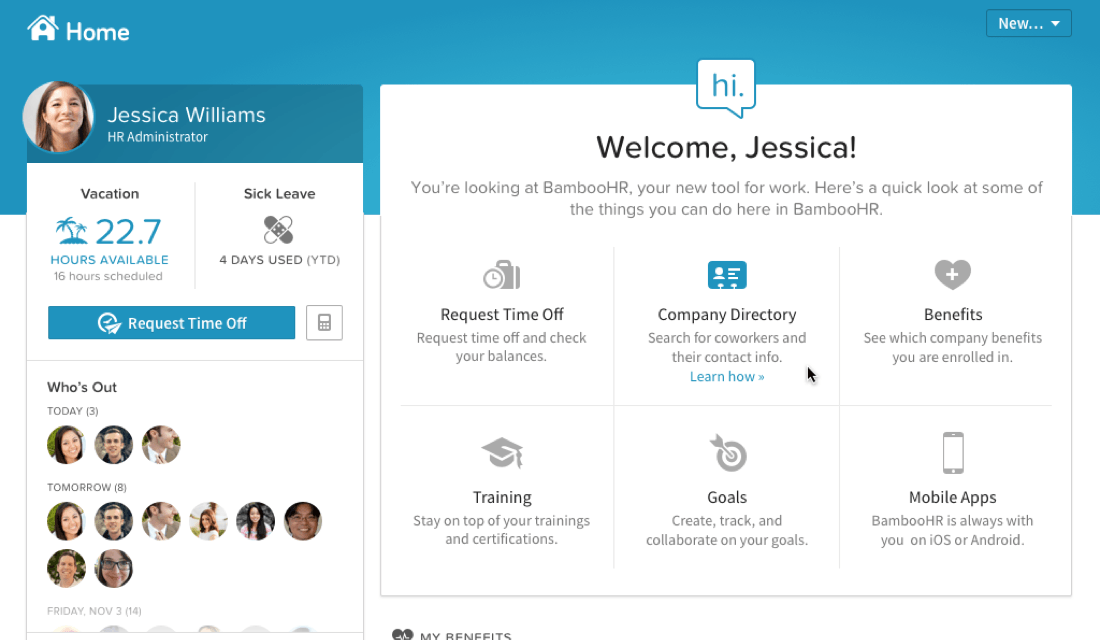 Home
New...
Jessica Williams
HR Administrator
Vacation
22.7
HOURS AVAILABLE
16 hours scheduled
Sick Leave
4 DAYS USED (YTD)
Request Time Off
Who's Out
TODAY (3)
TOMORROW (8)
FRIDAY, NOV 3 (14)
hi.
Welcome, Jessica!
You're looking at BambooHR, your new tool for work. Here's a quick look at some of
the things you can do here in BambooHR.
Request Time Off
Request time off and check
your balances.
Company Directory
Search for coworkers and
their contact info.
Learn how »
Benefits
See which company benefits
you are enrolled in.
Training
Stay on top of your trainings
and certifications.
Goals
Create, track, and
collaborate on your goals.
Mobile Apps
BambooHR is always with
you on iOS or Android.
MY BENEFITS